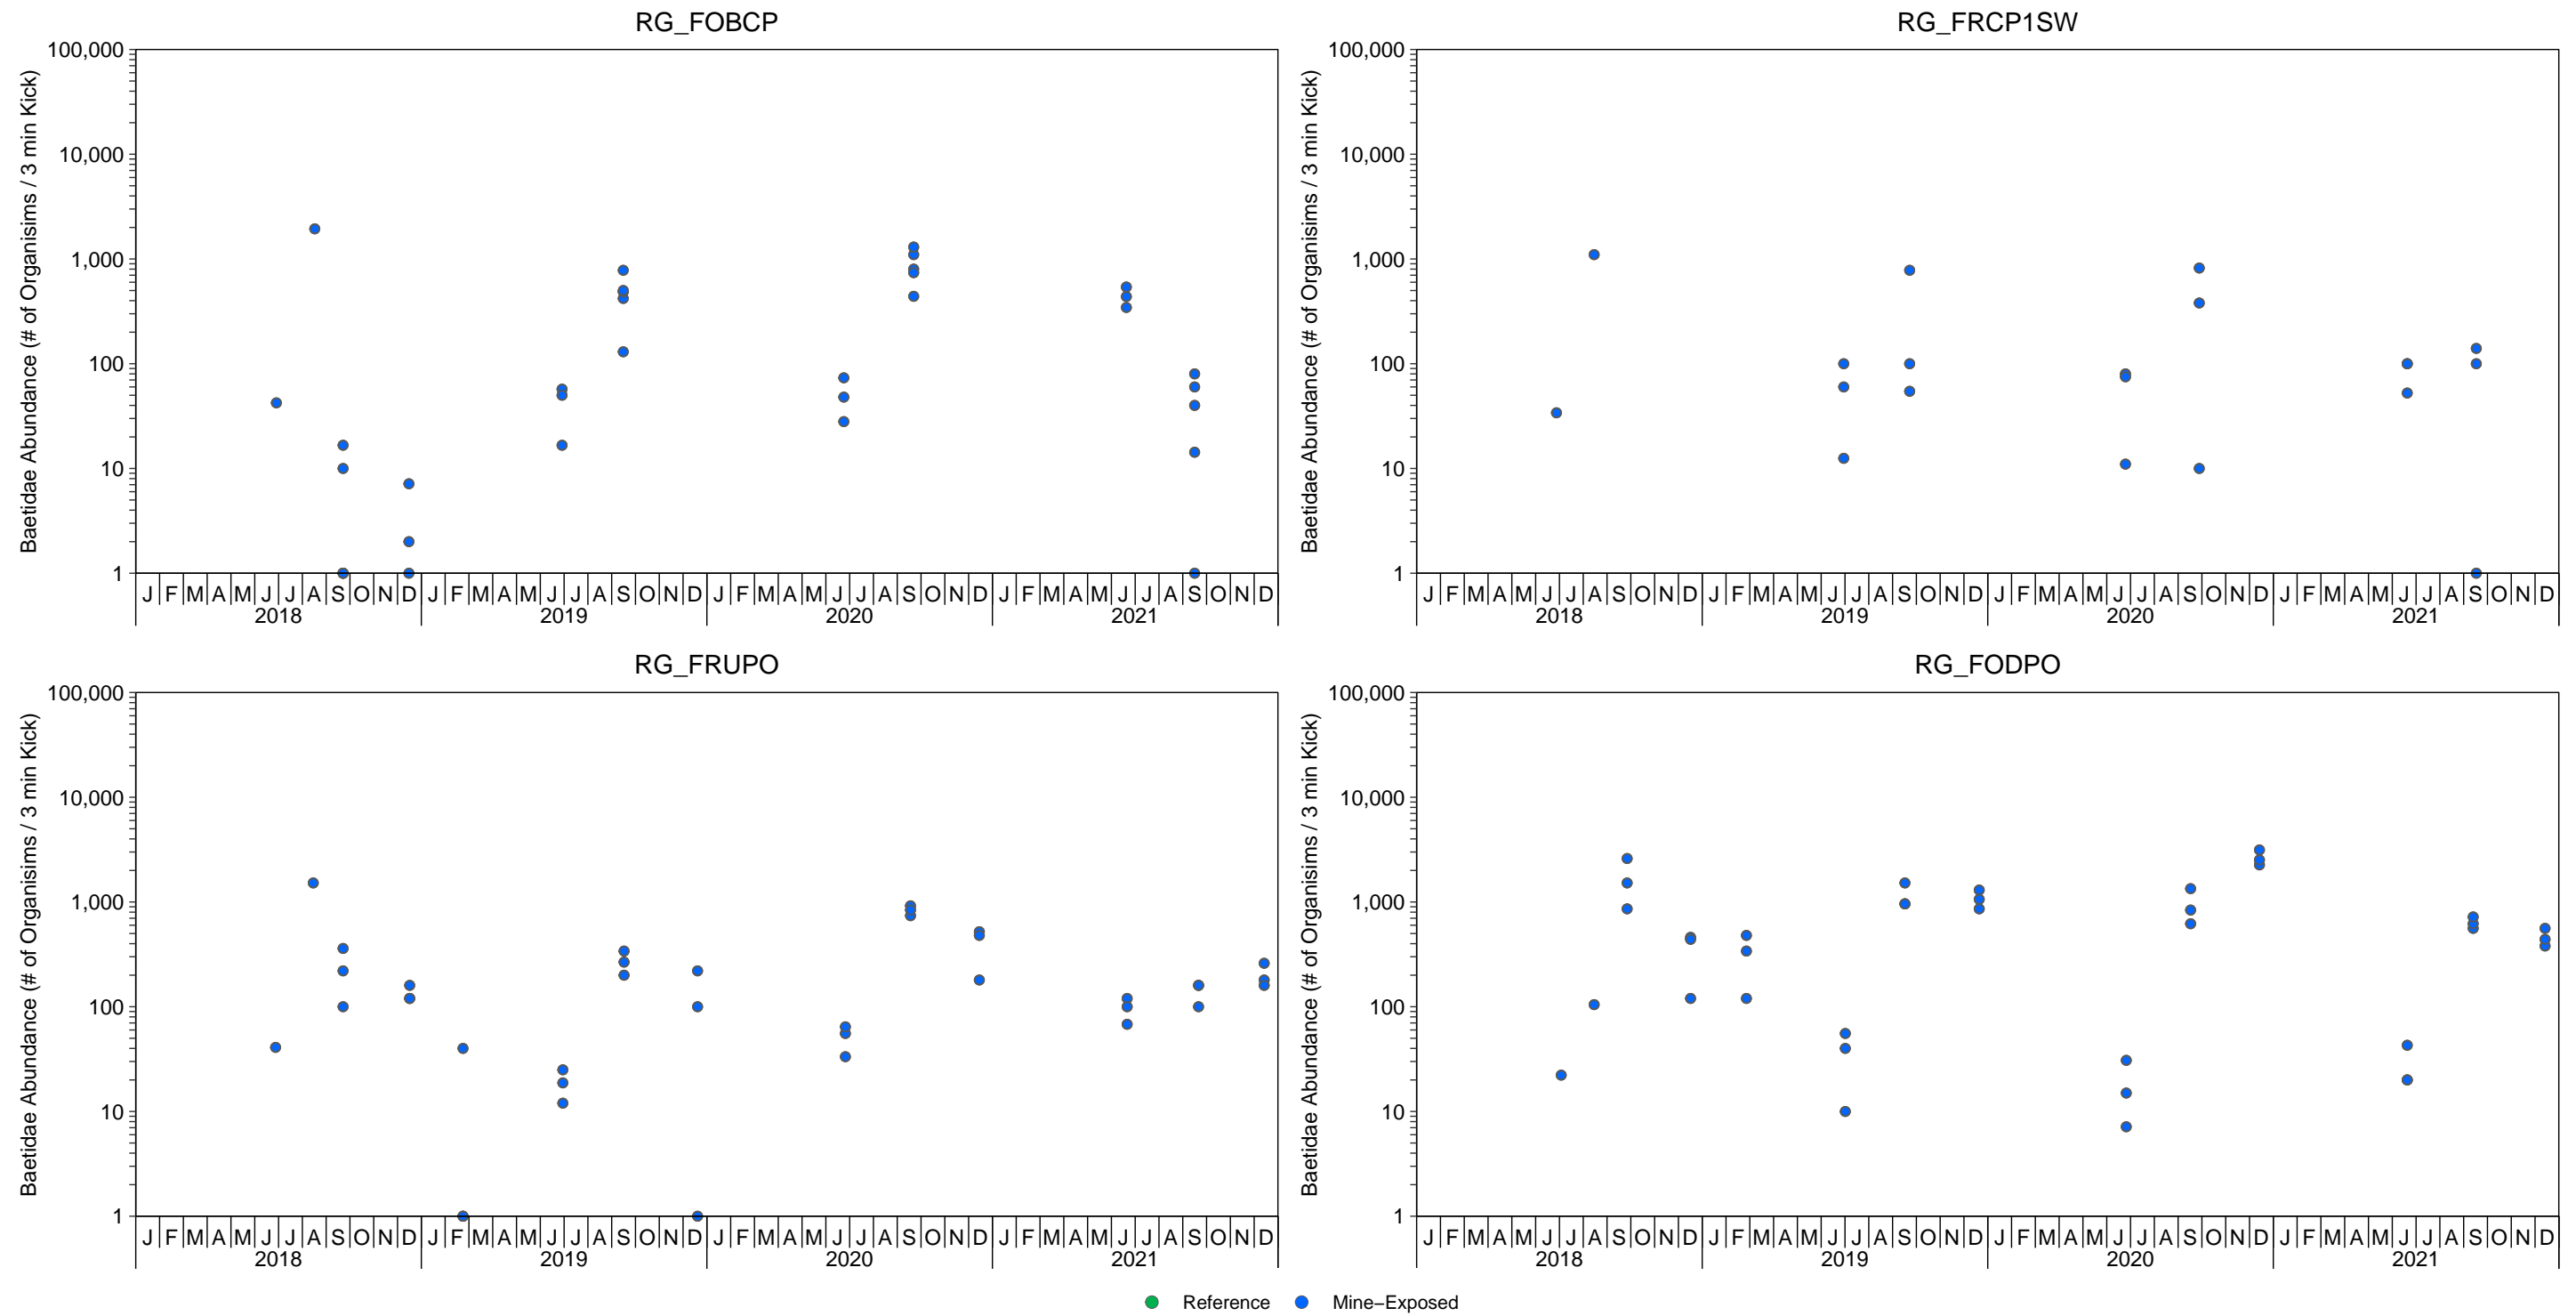 RG_FOBCP
Baetidae Abundance (# of Organisims / 3 min Kick)
100,000
10,000
1,000
100
10
1
J F M A M J J A S O N D J F M A M J J A S O N D J F M A M J J A S O N D J F M A M J J A S O N D
2018 2019 2020 2021
RG_FRCP1SW
Baetidae Abundance (# of Organisims / 3 min Kick)
100,000
10,000
1,000
100
10
1
J F M A M J J A S O N D J F M A M J J A S O N D J F M A M J J A S O N D J F M A M J J A S O N D
2018 2019 2020 2021
RG_FRUPO
Baetidae Abundance (# of Organisims / 3 min Kick)
100,000
10,000
1,000
100
10
1
J F M A M J J A S O N D J F M A M J J A S O N D J F M A M J J A S O N D J F M A M J J A S O N D
2018 2019 2020 2021
RG_FODPO
Baetidae Abundance (# of Organisims / 3 min Kick)
100,000
10,000
1,000
100
10
1
J F M A M J J A S O N D J F M A M J J A S O N D J F M A M J J A S O N D J F M A M J J A S O N D
2018 2019 2020 2021
Reference Mine−Exposed